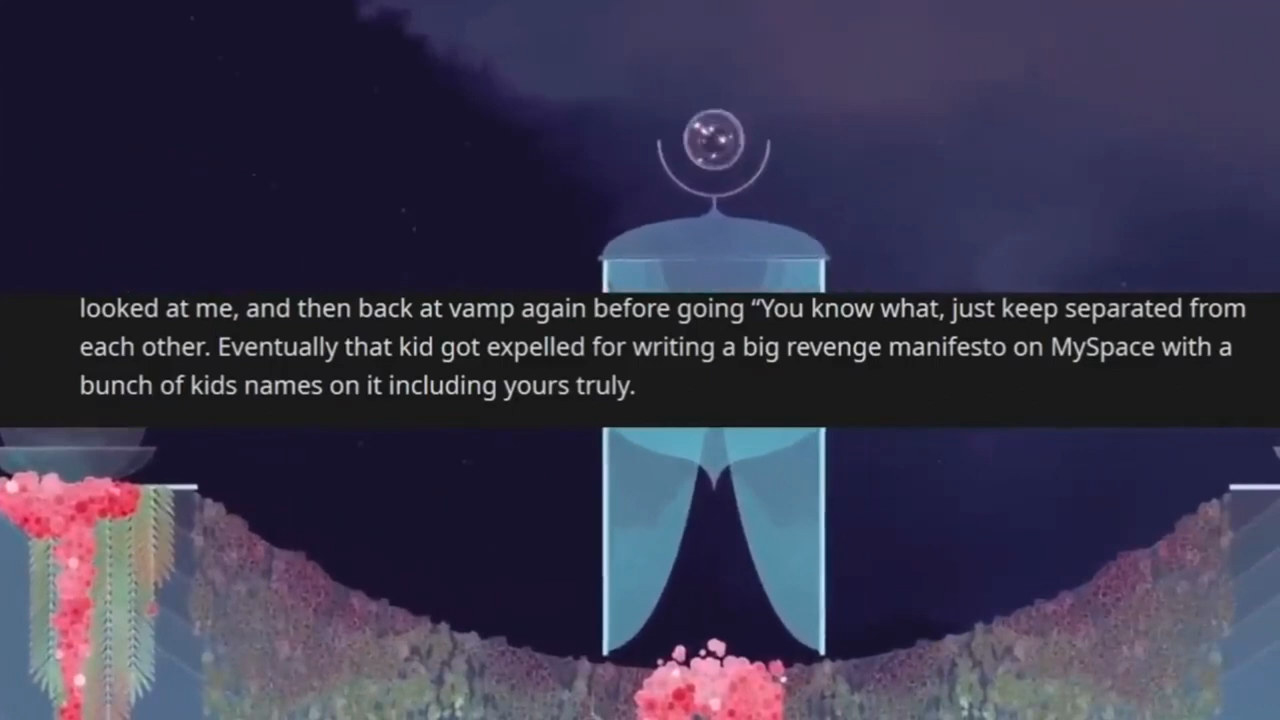 looked at me, and then back at vamp again before going “You know what, just keep separated from
each other. Eventually that kid got expelled for writing a big revenge manifesto on MySpace with a
bunch of kids names on it including yours truly.